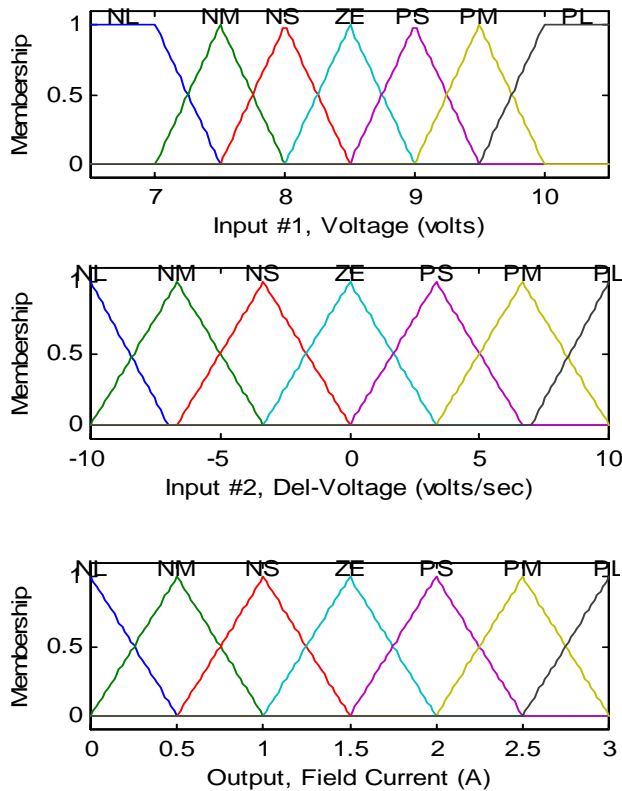 NL NM NS ZE PS PM PL
1
0.5
0
Membership
7 8 9 10
Input #1, Voltage (volts)
NL NM NS ZE PS PM PL
1
0.5
0
Membership
-10 -5 0 5 10
Input #2, Del-Voltage (volts/sec)
NL NM NS ZE PS PM PL
1
0.5
0
Membership
0 0.5 1 1.5 2 2.5 3
Output, Field Current (A)